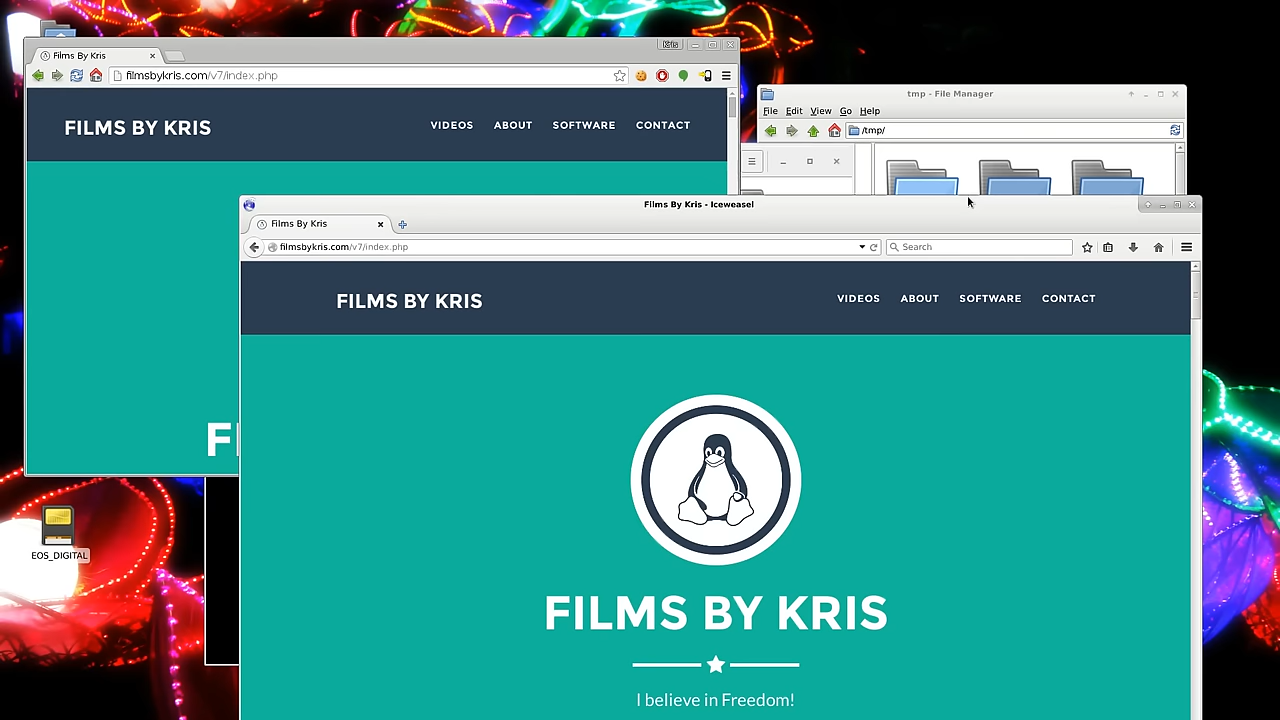 Kris
Films By Kris
filmsbykris.com/v7/index.php
FILMS BY KRIS
VIDEOS
ABOUT
SOFTWARE
CONTACT
F
tmp - File Manager
File Edit View Go Help
/tmp/
Films By Kris - Iceweasel
Films By Kris
filmsbykris.com/v7/index.php
Search
FILMS BY KRIS
VIDEOS
ABOUT
SOFTWARE
CONTACT
FILMS BY KRIS
I believe in Freedom!
EOS_DIGITAL